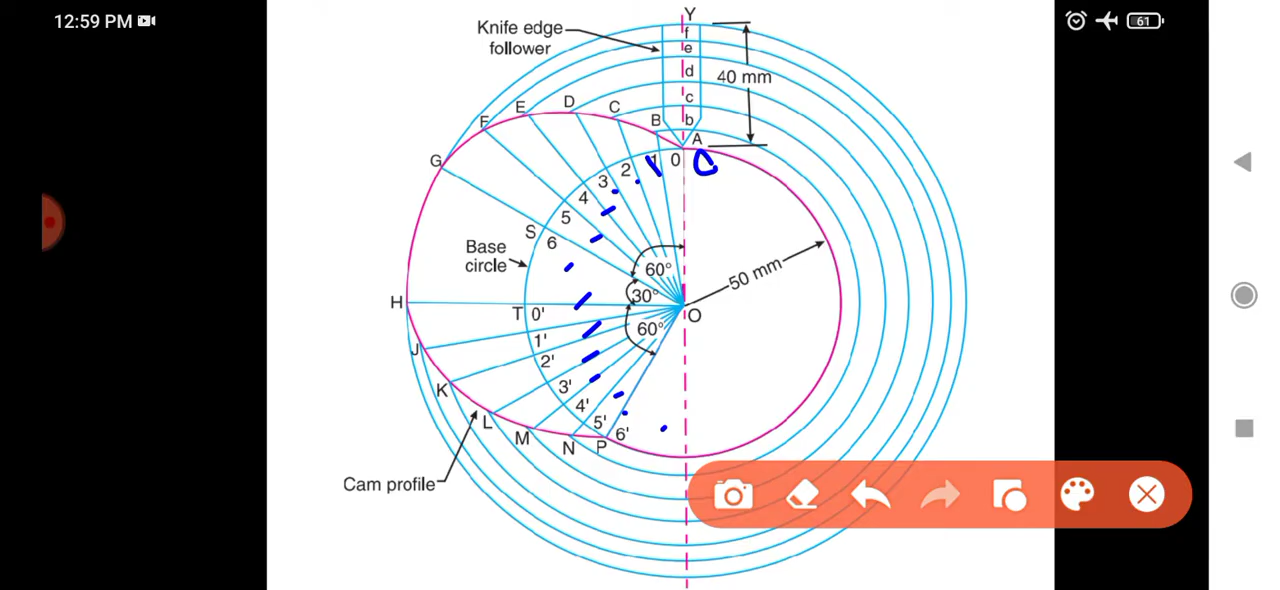 12:59 PM
61
Y
Knife edge
follower
f
e
d
c
b
40 mm
A
B
C
D
E
F
G
0
1
2
3
4
5
6
S
Base
circle
60°
30°
60°
50 mm
O
H
T
0'
1'
2'
3'
4'
5'
6'
J
K
L
M
N
P
Cam profile